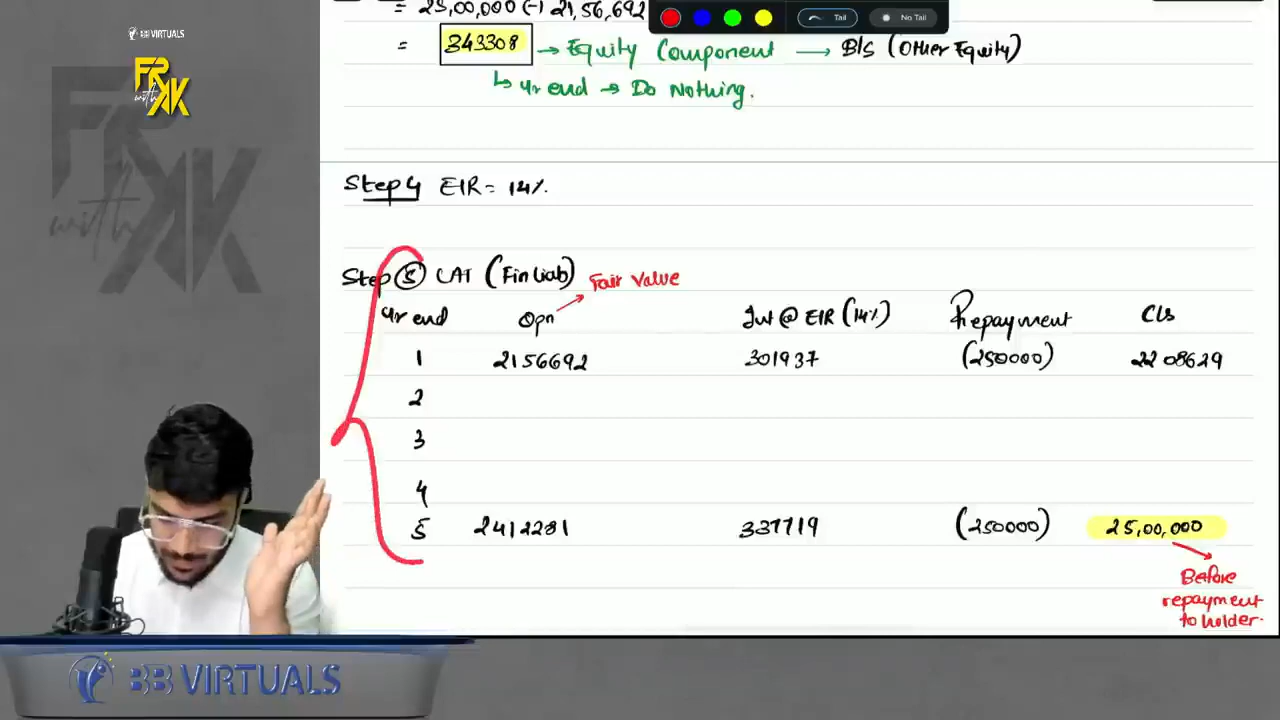 = 25,00,000 (-) 21,56,692
Tail
No Tail
BB VIRTUALS
FR with KK
= 343308 → Equity Component → B/S (Other Equity)
↳ yr end → Do Nothing.
Step 4 EIR = 14%.
Step 5 (Fin Liab) Fair Value
Yr end Opn Int @ EIR (14%) Repayment Cls
1 2156692 301937 (250000) 2208629
2
3
4
5 2412281 337719 (250000) 25,00,000
Before
repayment
to holder.
BB VIRTUALS